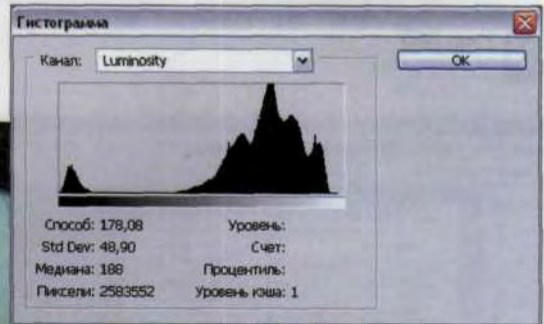 Гистограмма
Канал: Luminosity
OK
Способ: 178,08 Уровень:
Std Dev: 48,90 Счет:
Медиана: 188 Процентиль:
Пиксели: 2583552 Уровень кэша: 1